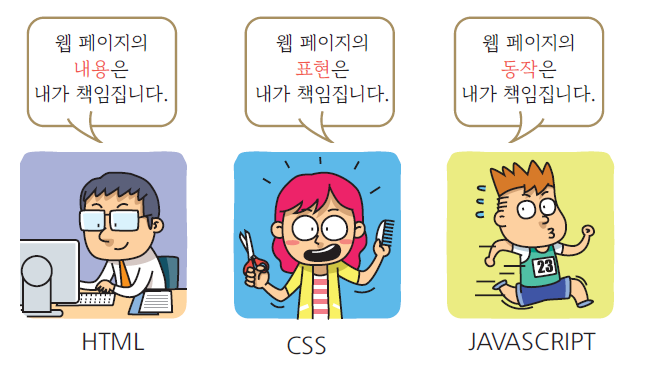 웹 페이지의
내용은
내가 책임집니다.
웹 페이지의
표현은
내가 책임집니다.
웹 페이지의
동작은
내가 책임집니다.
23
HTML
CSS
JAVASCRIPT